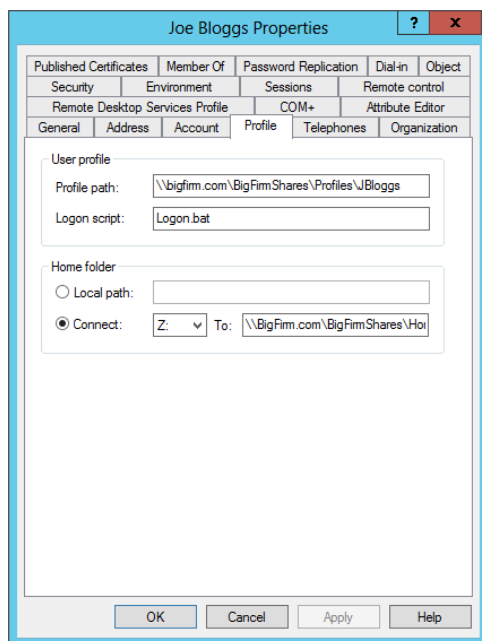 Joe Bloggs Properties ? x
Published Certificates Member Of Password Replication Dial-in Object
Security Environment Sessions Remote control
Remote Desktop Services Profile COM+ Attribute Editor
General Address Account Profile Telephones Organization
User profile
Profile path: \\bigfirm.com\BigFirmShares\Profiles\JBloggs
Logon script: Logon.bat
Home folder
Local path:
Connect: Z: To: \\BigFirm.com\BigFirmShares\Ho
OK Cancel Apply Help